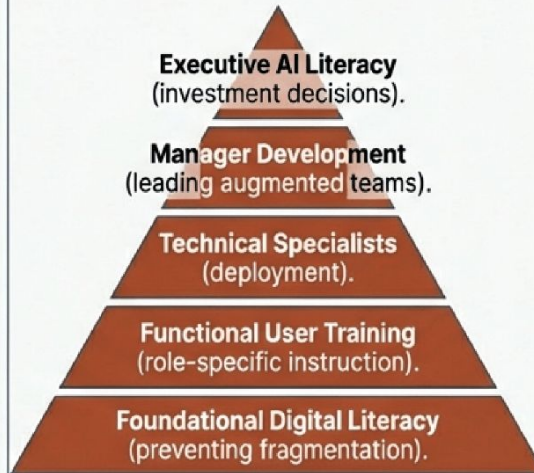 Executive AI Literacy
(investment decisions).
Manager Development
(leading augmented teams).
Technical Specialists
(deployment).
Functional User Training
(role-specific instruction).
Foundational Digital Literacy
(preventing fragmentation).